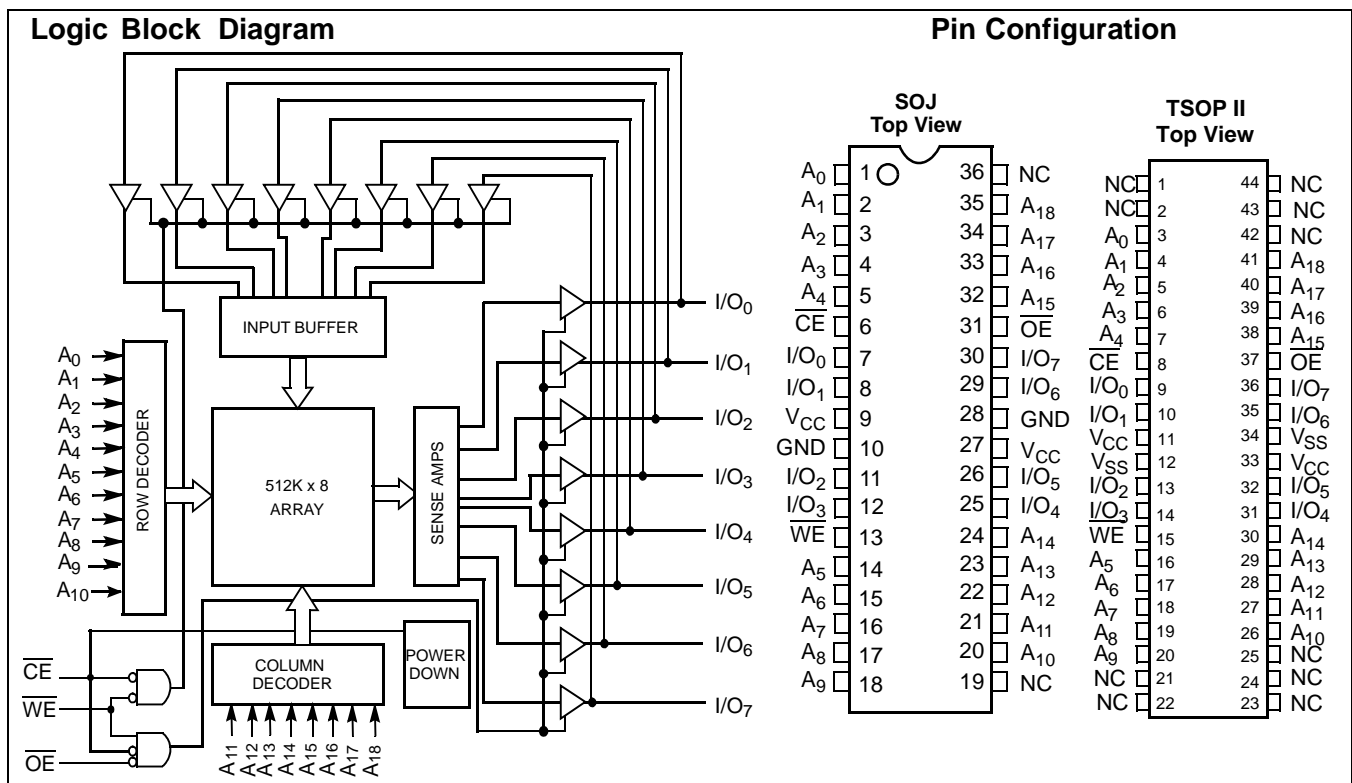 Logic Block Diagram
INPUT BUFFER
A0
A1
A2
A3
A4
A5
A6
A7
A8
A9
A10
ROW DECODER
512K x 8
ARRAY
SENSE AMPS
I/O0
I/O1
I/O2
I/O3
I/O4
I/O5
I/O6
I/O7
CE
WE
OE
COLUMN
DECODER
POWER
DOWN
A11
A12
A13
A14
A15
A16
A17
A18
Pin Configuration
SOJ
Top View
A0 1 36 NC
A1 2 35 A18
A2 3 34 A17
A3 4 33 A16
A4 5 32 A15
CE 6 31 OE
I/O0 7 30 I/O7
I/O1 8 29 I/O6
VCC 9 28 GND
GND 10 27 VCC
I/O2 11 26 I/O5
I/O3 12 25 I/O4
WE 13 24 A14
A5 14 23 A13
A6 15 22 A12
A7 16 21 A11
A8 17 20 A10
A9 18 19 NC
TSOP II
Top View
NC 1 44 NC
NC 2 43 NC
A0 3 42 NC
A1 4 41 A18
A2 5 40 A17
A3 6 39 A16
A4 7 38 A15
CE 8 37 OE
I/O0 9 36 I/O7
I/O1 10 35 I/O6
VCC 11 34 VSS
VSS 12 33 VCC
I/O2 13 32 I/O5
I/O3 14 31 I/O4
WE 15 30 A14
A5 16 29 A13
A6 17 28 A12
A7 18 27 A11
A8 19 26 A10
A9 20 25 NC
NC 21 24 NC
NC 22 23 NC